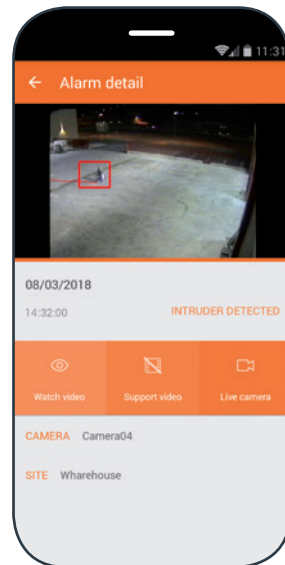 11:31
Alarm detail
08/03/2018
14:32:00 INTRUDER DETECTED
Watch video Support video Live camera
CAMERA Camera04
SITE Wharehouse